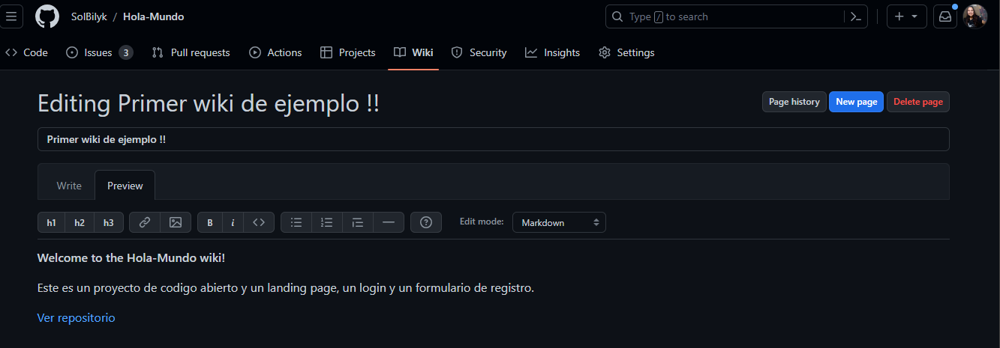 SolBilyk / Hola-Mundo
Type / to search
Code Issues 3 Pull requests Actions Projects Wiki Security Insights Settings
Editing Primer wiki de ejemplo !!
Page history New page Delete page
Primer wiki de ejemplo !!
Write Preview
h1 h2 h3 B i Edit mode: Markdown
Welcome to the Hola-Mundo wiki!
Este es un proyecto de codigo abierto y un landing page, un login y un formulario de registro.
Ver repositorio